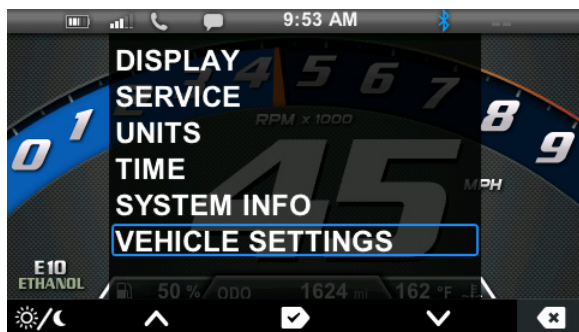 9:53 AM --
DISPLAY
SERVICE
UNITS
TIME
SYSTEM INFO
VEHICLE SETTINGS
0 1 4 5 6 7 8 9
RPM x 1000
45
MPH
E10
ETHANOL
50 % ODO 1624 mi 162 °F
/